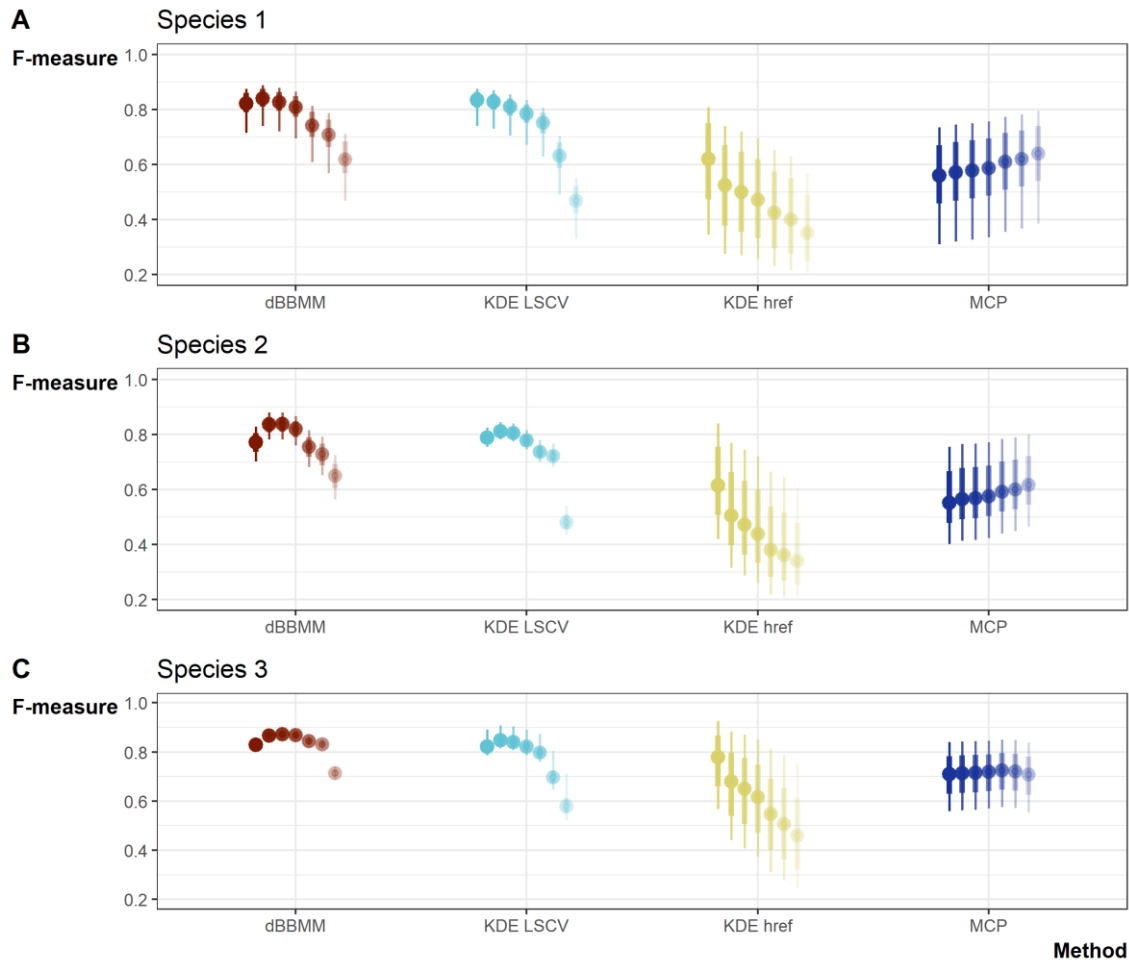 A Species 1
F-measure
1.0
0.8
0.6
0.4
0.2
dBBMM KDE LSCV KDE href MCP
B Species 2
F-measure
1.0
0.8
0.6
0.4
0.2
dBBMM KDE LSCV KDE href MCP
C Species 3
F-measure
1.0
0.8
0.6
0.4
0.2
dBBMM KDE LSCV KDE href MCP
Method